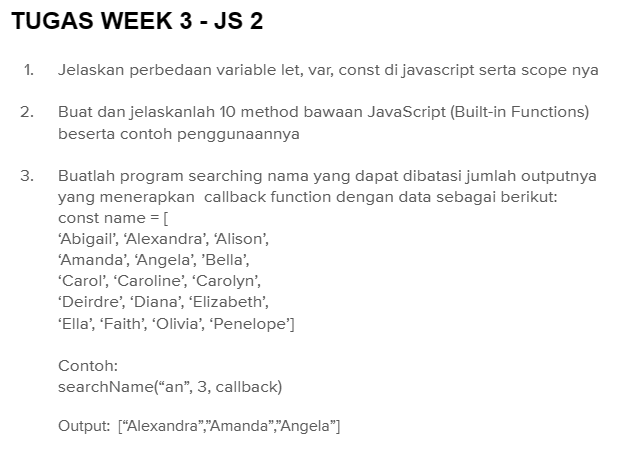 TUGAS WEEK 3 - JS 2
1. Jelaskan perbedaan variable let, var, const di javascript serta scope nya
2. Buat dan jelaskanlah 10 method bawaan JavaScript (Built-in Functions)
beserta contoh penggunaannya
3. Buatlah program searching nama yang dapat dibatasi jumlah outputnya
yang menerapkan  callback function dengan data sebagai berikut:
const name = [
‘Abigail’, ‘Alexandra’, ‘Alison’,
‘Amanda’, ‘Angela’, ’Bella’,
‘Carol’, ‘Caroline’, ‘Carolyn’,
‘Deirdre’, ‘Diana’, ‘Elizabeth’,
‘Ella’, ‘Faith’, ‘Olivia’, ‘Penelope’]
Contoh:
searchName(“an”, 3, callback)
Output:  [“Alexandra”,”Amanda”,”Angela”]